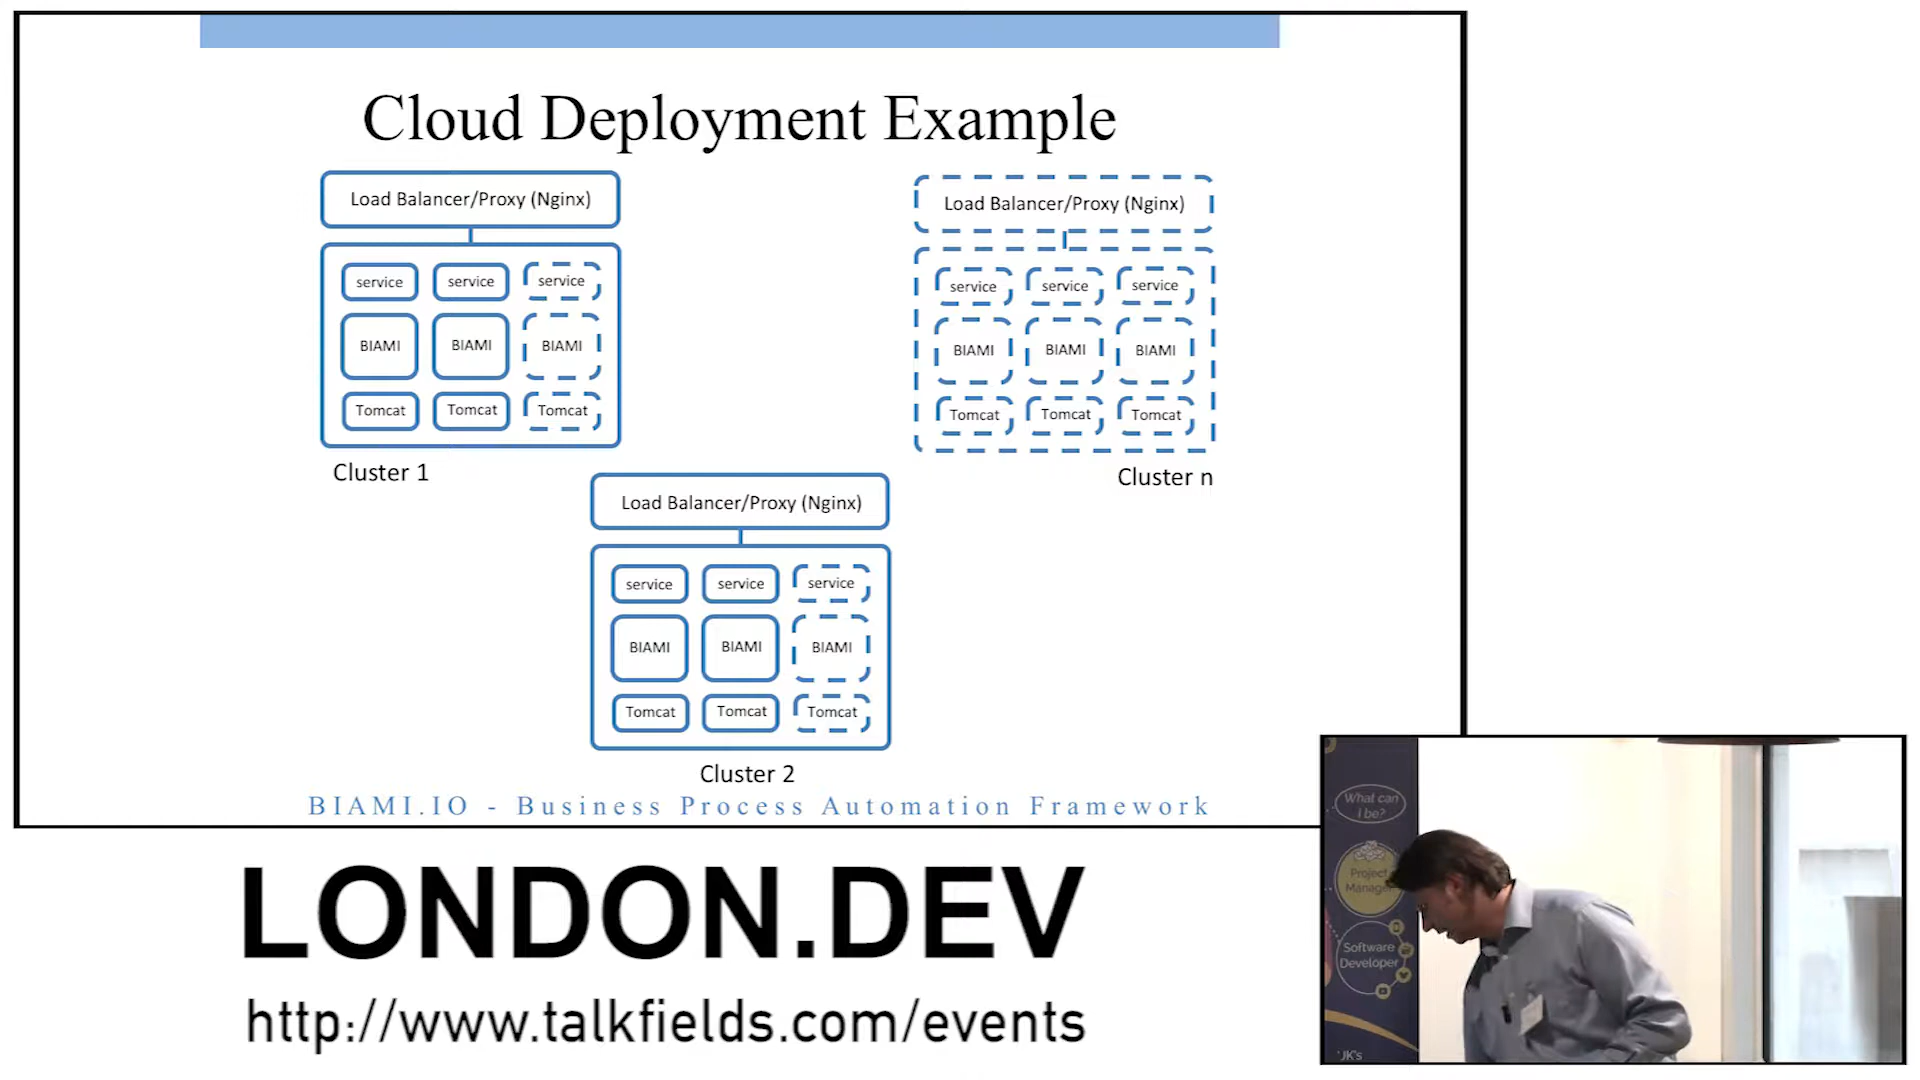 Cloud Deployment Example
Load Balancer/Proxy (Nginx)
service service service
BIAMI BIAMI BIAMI
Tomcat Tomcat Tomcat
Cluster 1
Load Balancer/Proxy (Nginx)
service service service
BIAMI BIAMI BIAMI
Tomcat Tomcat Tomcat
Cluster n
Load Balancer/Proxy (Nginx)
service service service
BIAMI BIAMI BIAMI
Tomcat Tomcat Tomcat
Cluster 2
BIAMI.IO - Business Process Automation Framework
What can
i be?
Project
Manager
Software
Developer
'JK's
LONDON.DEV
http://www.talkfields.com/events